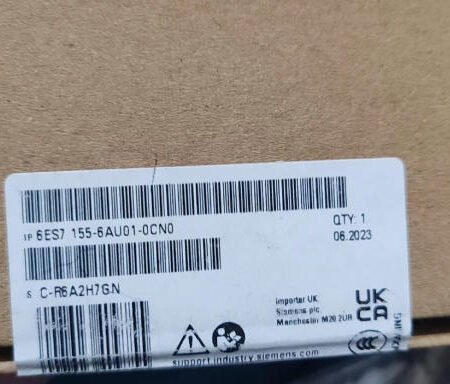 1P 6ES7 155-6AU01-0CN0
QTY: 1
06.2023
S C-R6A2H7GN
Importer UK
Siemens plc.
Manchester M20 2UR
UK
CA
CCC
support.industry.siemens.com